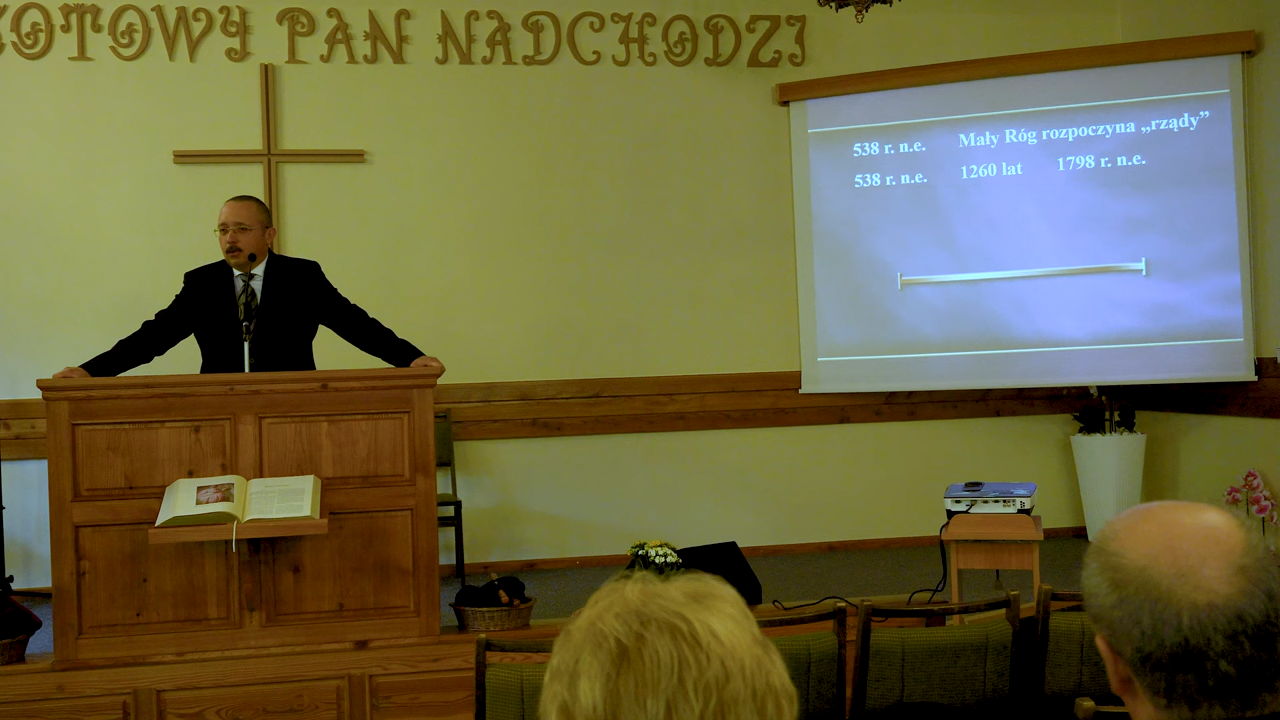 OTOWY PAN NADCHODZI
538 r. n.e. Mały Róg rozpoczyna „rządy”
538 r. n.e. 1260 lat 1798 r. n.e.